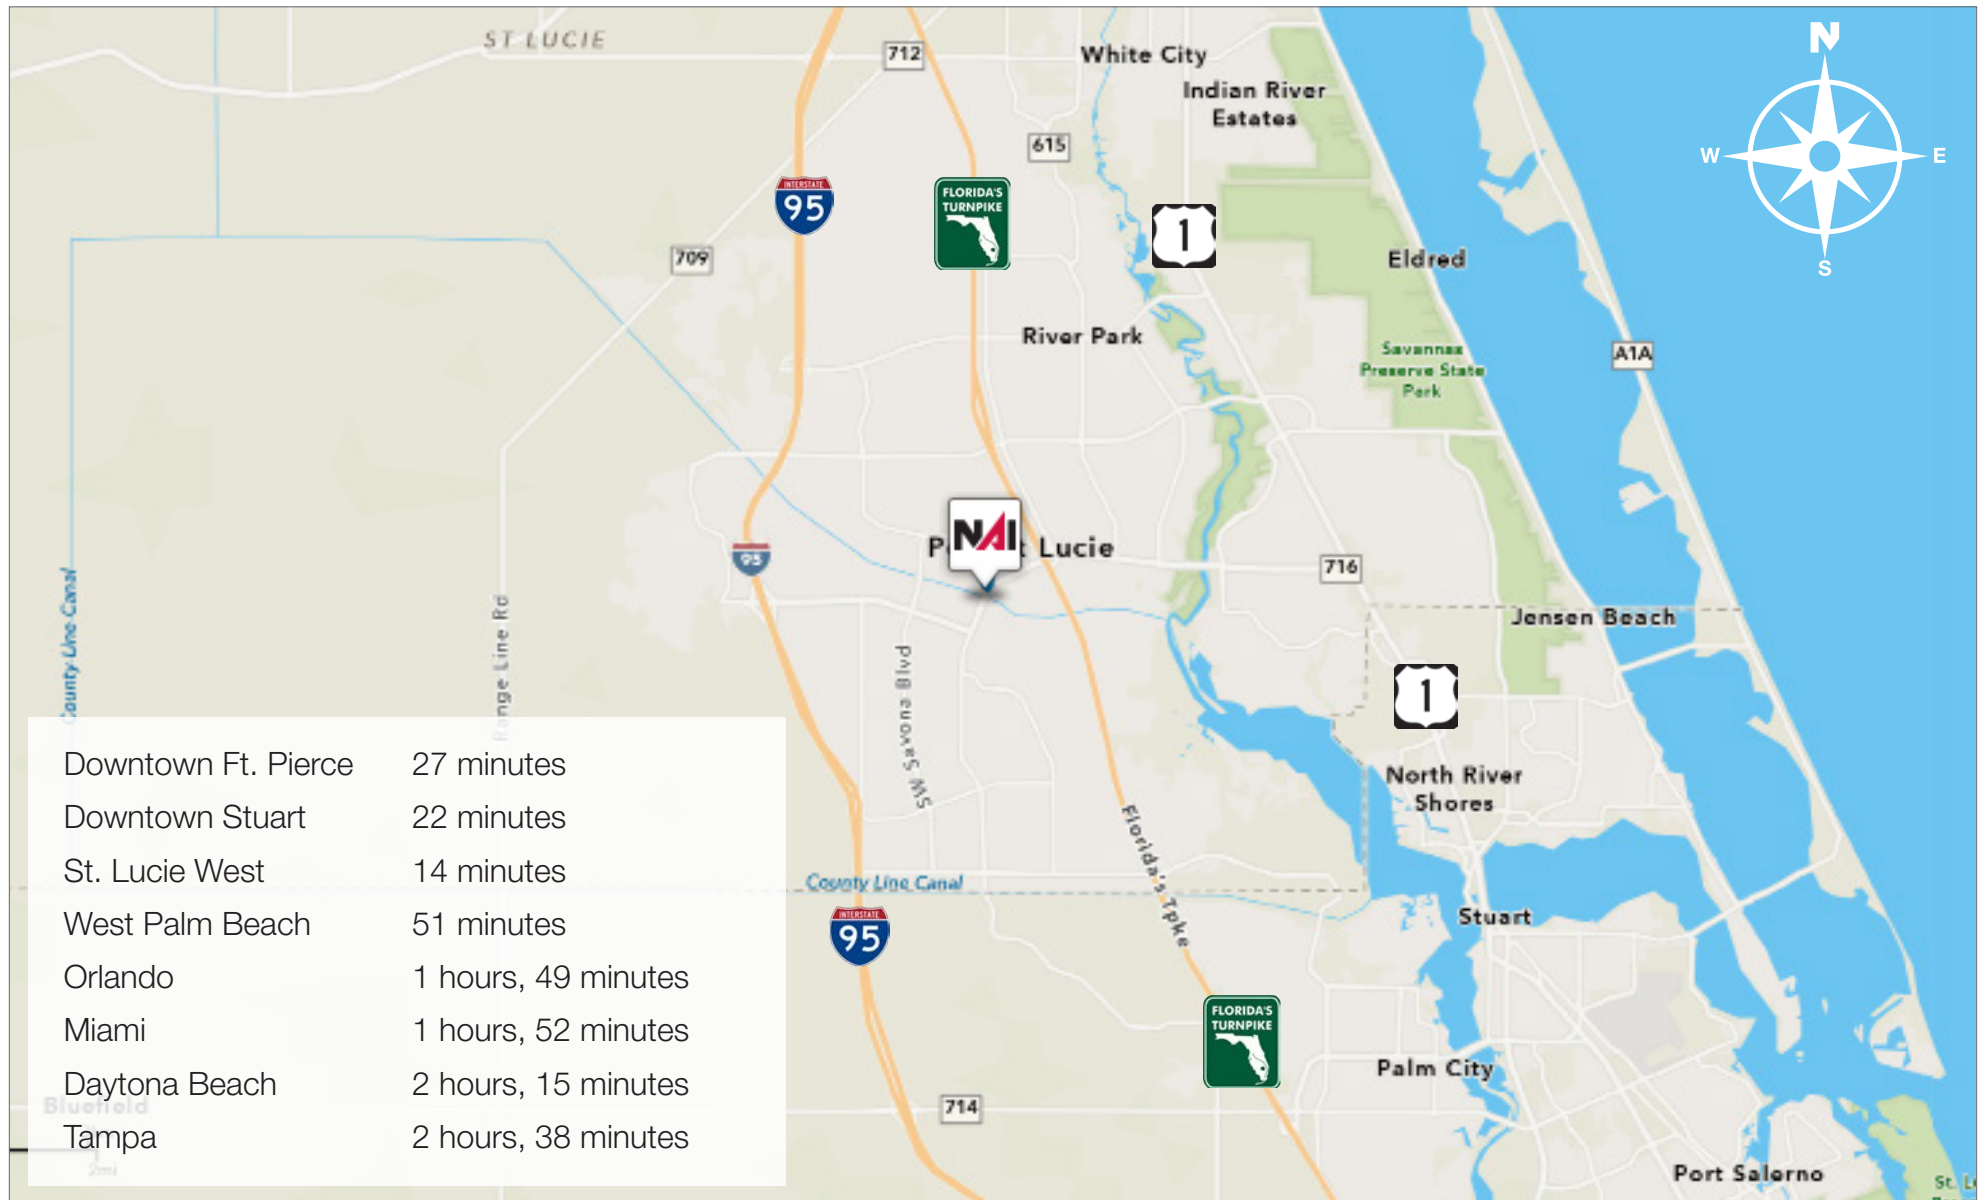 ST LUCIE
712
White City
N
Indian River
Estates
615
W
E
INTERSTATE
95
FLORIDA'S
TURNPIKE
1
709
Eldred
S
River Park
Savannas
Preserve State
Park
A1A
NAI
Lucie
95
716
County Line Canal
Range Line Rd
Jensen Beach
SW Savona Blvd
1
North River
Shores
Downtown Ft. Pierce 27 minutes
Downtown Stuart 22 minutes
St. Lucie West 14 minutes
West Palm Beach 51 minutes
Orlando 1 hours, 49 minutes
Miami 1 hours, 52 minutes
Daytona Beach 2 hours, 15 minutes
Bluefield
Tampa 2 hours, 38 minutes
2mi
Florida's Tpke
County Line Canal
Stuart
INTERSTATE
95
FLORIDA'S
TURNPIKE
Palm City
714
Port Salerno
St.